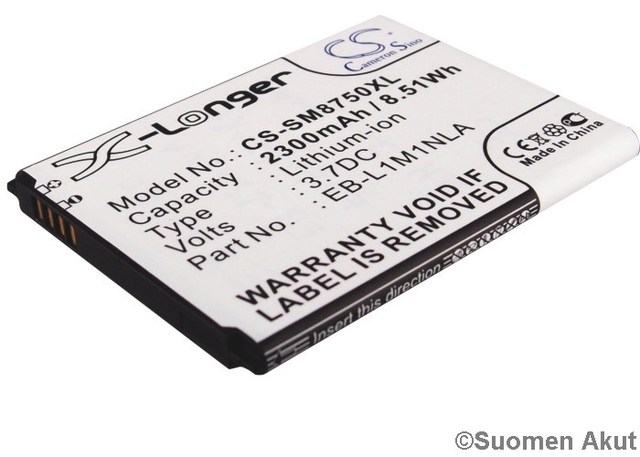 X-Longer
CS
Cameron Sino
Model No.: CS-SM8750XL
Capacity : 2300mAh / 8.51Wh
Type : Lithium-ion
Volts : 3.7DC
Part No. : EB-L1M1NLA
CE
Made in China
WARRANTY VOID IF
LABEL IS BROKEN.
Insert this direction
©Suomen Akut